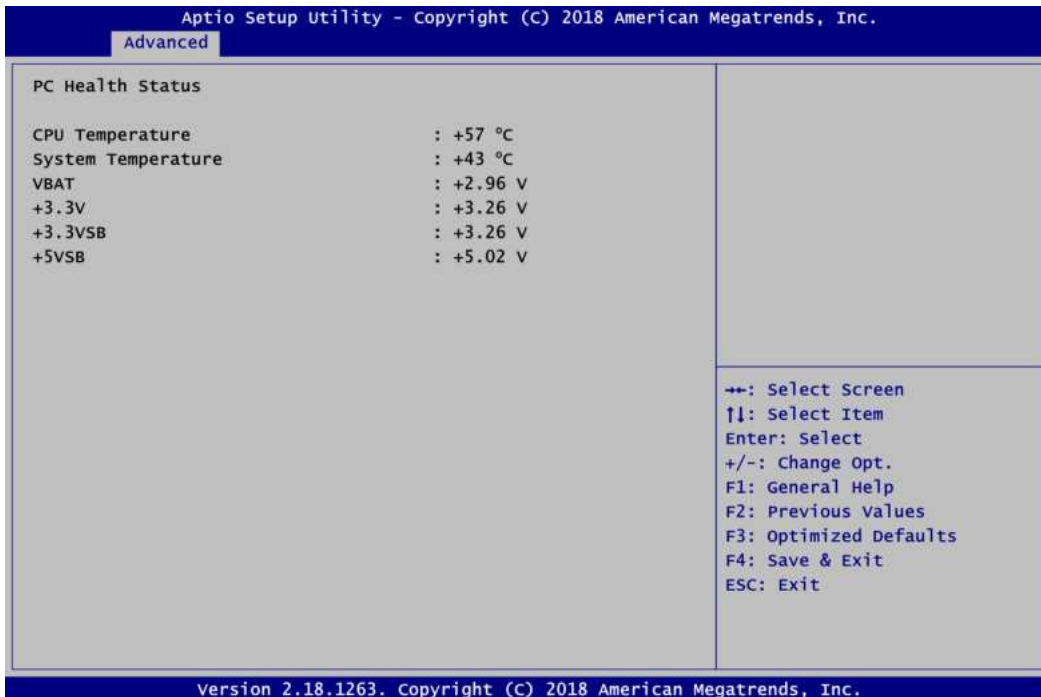 Aptio Setup Utility - Copyright (C) 2018 American Megatrends, Inc.
Advanced
PC Health Status
CPU Temperature : +57 °C
System Temperature : +43 °C
VBAT : +2.96 V
+3.3V : +3.26 V
+3.3VSB : +3.26 V
+5VSB : +5.02 V
→←: Select Screen
↑↓: Select Item
Enter: Select
+/-: Change Opt.
F1: General Help
F2: Previous Values
F3: Optimized Defaults
F4: Save & Exit
ESC: Exit
Version 2.18.1263. Copyright (C) 2018 American Megatrends, Inc.